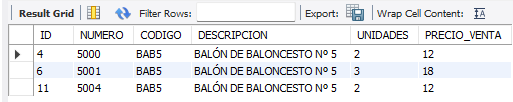 Result Grid Filter Rows: Export: Wrap Cell Content: IA
ID NUMERO CODIGO DESCRIPCION UNIDADES PRECIO_VENTA
4 5000 BAB5 BALÓN DE BALONCESTO Nº 5 2 12
6 5001 BAB5 BALÓN DE BALONCESTO Nº 5 3 18
11 5004 BAB5 BALÓN DE BALONCESTO Nº 5 2 12